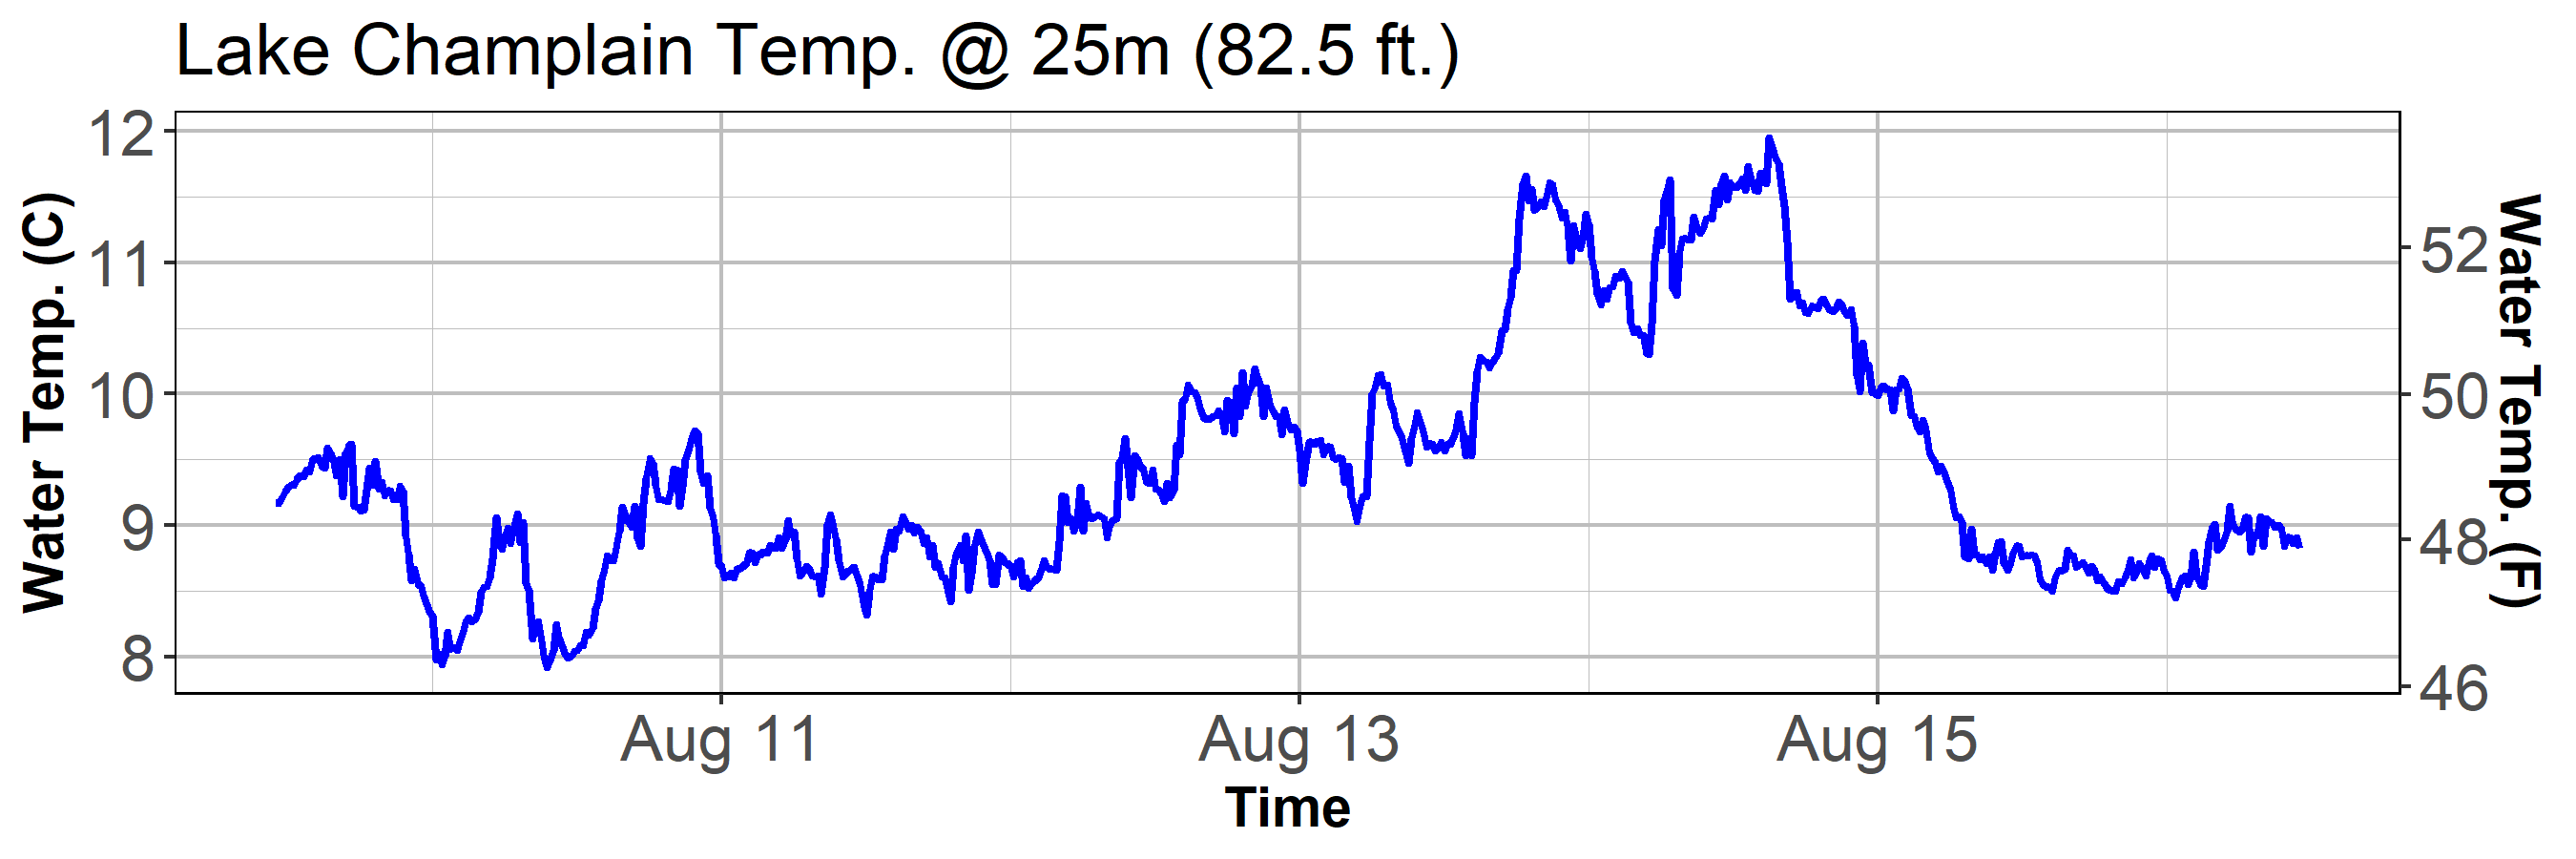 Lake Champlain Temp. @ 25m (82.5 ft.)
Water Temp. (C)
12
11
10
9
8
52
50
48
46
Water Temp. (F)
Aug 11 Aug 13 Aug 15
Time